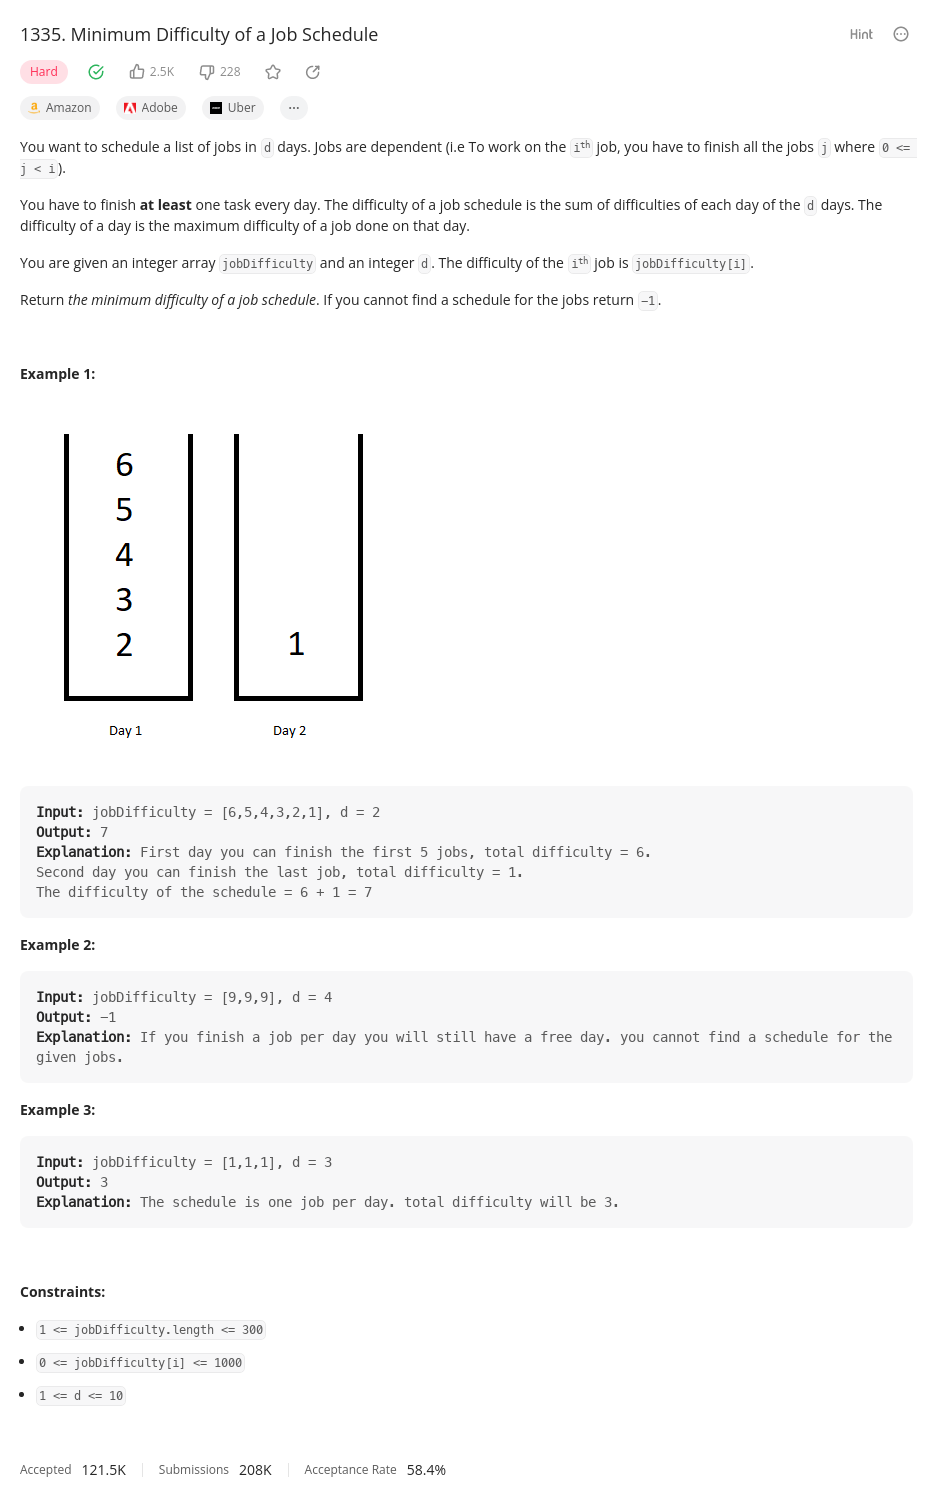 1335. Minimum Difficulty of a Job Schedule
Hint
Hard 2.5K 228
Amazon Adobe Uber ...
You want to schedule a list of jobs in d days. Jobs are dependent (i.e To work on the iᵗʰ job, you have to finish all the jobs j where 0 <=
j < i).
You have to finish at least one task every day. The difficulty of a job schedule is the sum of difficulties of each day of the d days. The
difficulty of a day is the maximum difficulty of a job done on that day.
You are given an integer array jobDifficulty and an integer d. The difficulty of the iᵗʰ job is jobDifficulty[i].
Return the minimum difficulty of a job schedule. If you cannot find a schedule for the jobs return -1.
Example 1:
6
5
4
3
2
1
Day 1
Day 2
Input: jobDifficulty = [6,5,4,3,2,1], d = 2
Output: 7
Explanation: First day you can finish the first 5 jobs, total difficulty = 6.
Second day you can finish the last job, total difficulty = 1.
The difficulty of the schedule = 6 + 1 = 7
Example 2:
Input: jobDifficulty = [9,9,9], d = 4
Output: -1
Explanation: If you finish a job per day you will still have a free day. you cannot find a schedule for the
given jobs.
Example 3:
Input: jobDifficulty = [1,1,1], d = 3
Output: 3
Explanation: The schedule is one job per day. total difficulty will be 3.
Constraints:
• 1 <= jobDifficulty.length <= 300
• 0 <= jobDifficulty[i] <= 1000
• 1 <= d <= 10
Accepted 121.5K Submissions 208K Acceptance Rate 58.4%